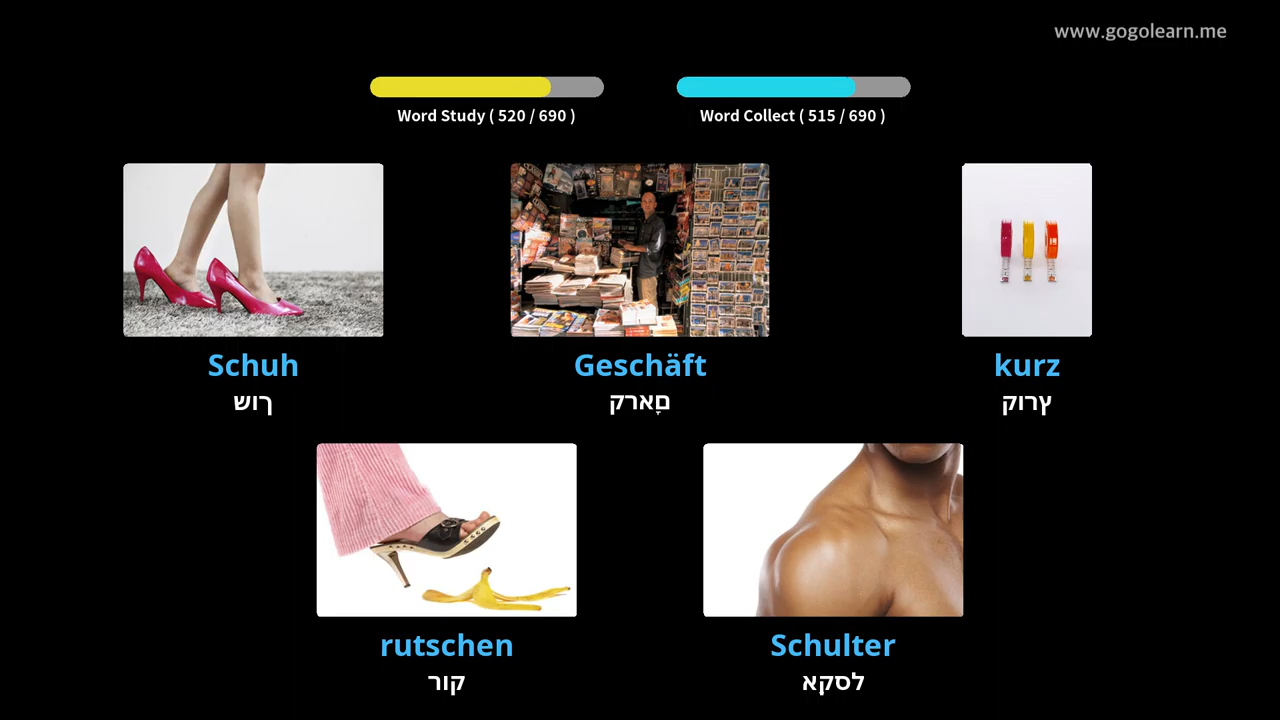 www.gogolearn.me
Word Study ( 520 / 690 )
Word Collect ( 515 / 690 )
Schuh
ךוש
Geschäft
םָארק
kurz
ץרוק
rutschen
קור
Schulter
לסקַא